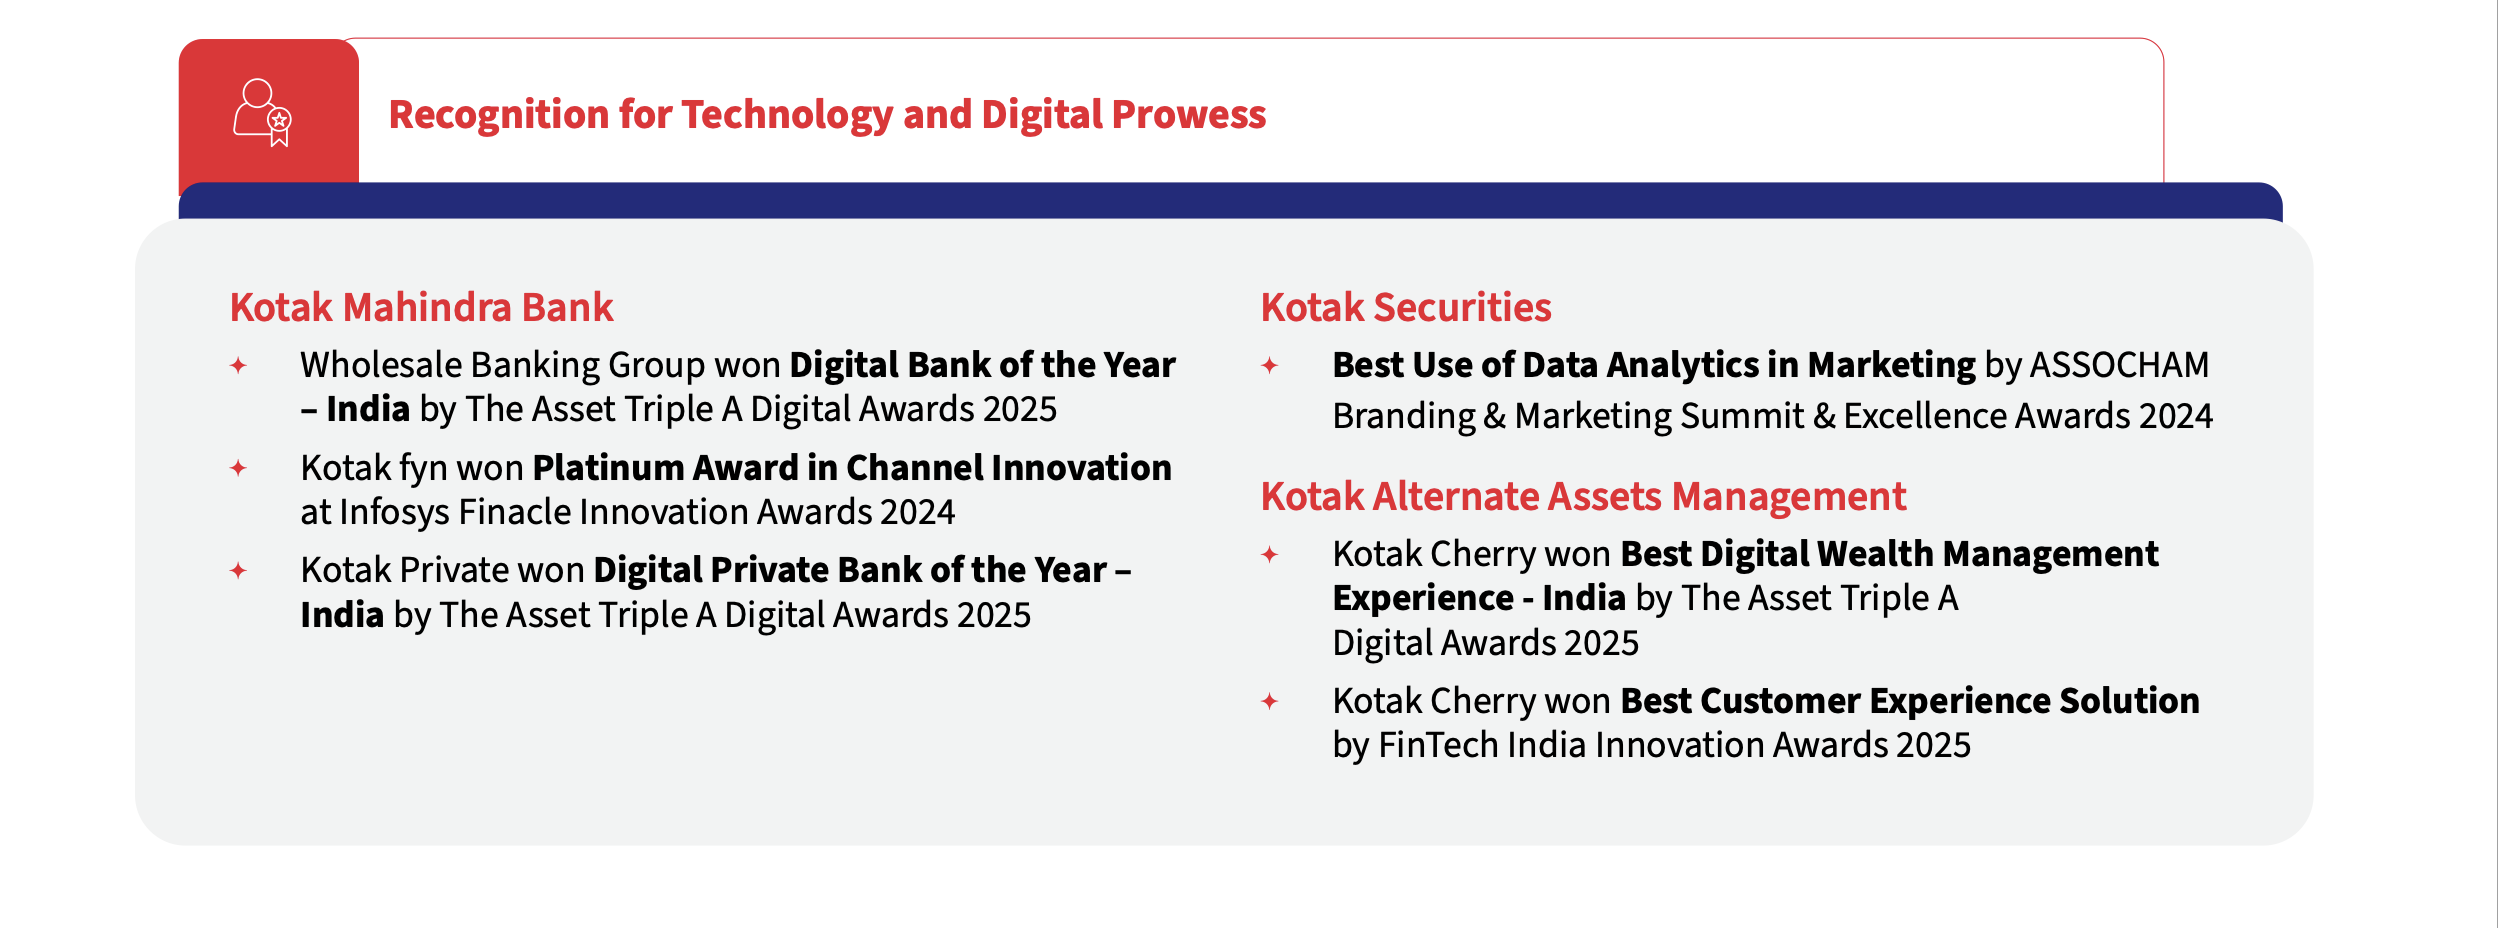 Recognition for Technology and Digital Prowess
Kotak Mahindra Bank
Wholesale Banking Group won Digital Bank of the Year
– India by The Asset Triple A Digital Awards 2025
Kotak fyn won Platinum Award in Channel Innovation
at Infosys Finacle Innovation Awards 2024
Kotak Private won Digital Private Bank of the Year –
India by The Asset Triple A Digital Awards 2025
Kotak Securities
Best Use of Data Analytics in Marketing by ASSOCHAM
Branding & Marketing Summit & Excellence Awards 2024
Kotak Alternate Assets Management
Kotak Cherry won Best Digital Wealth Management
Experience - India by The Asset Triple A
Digital Awards 2025
Kotak Cherry won Best Customer Experience Solution
by FinTech India Innovation Awards 2025